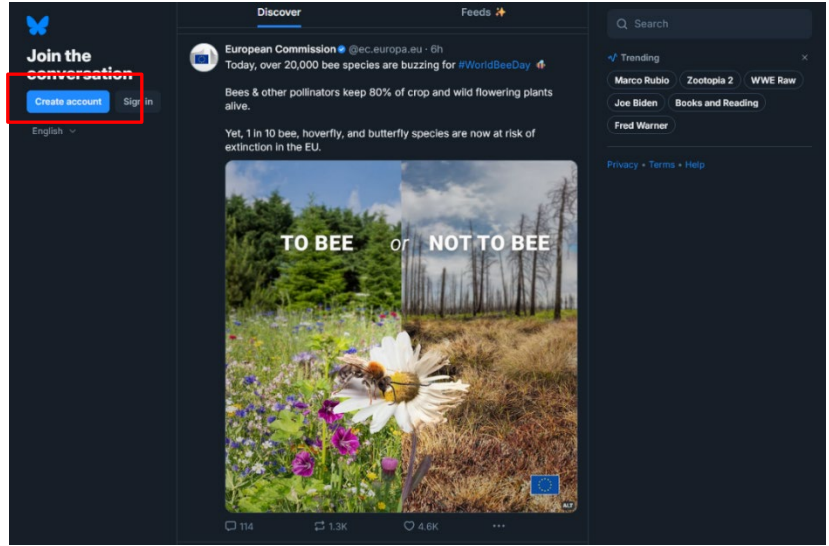 Discover
Feeds ✨
Join the
conversation
Create account
Sign in
English
European Commission @ec.europa.eu · 6h
Today, over 20,000 bee species are buzzing for #WorldBeeDay
Bees & other pollinators keep 80% of crop and wild flowering plants
alive.
Yet, 1 in 10 bee, hoverfly, and butterfly species are now at risk of
extinction in the EU.
TO BEE or NOT TO BEE
ALT
114
1.3K
4.6K
Search
Trending
Marco Rubio
Zootopia 2
WWE Raw
Joe Biden
Books and Reading
Fred Warner
Privacy • Terms • Help